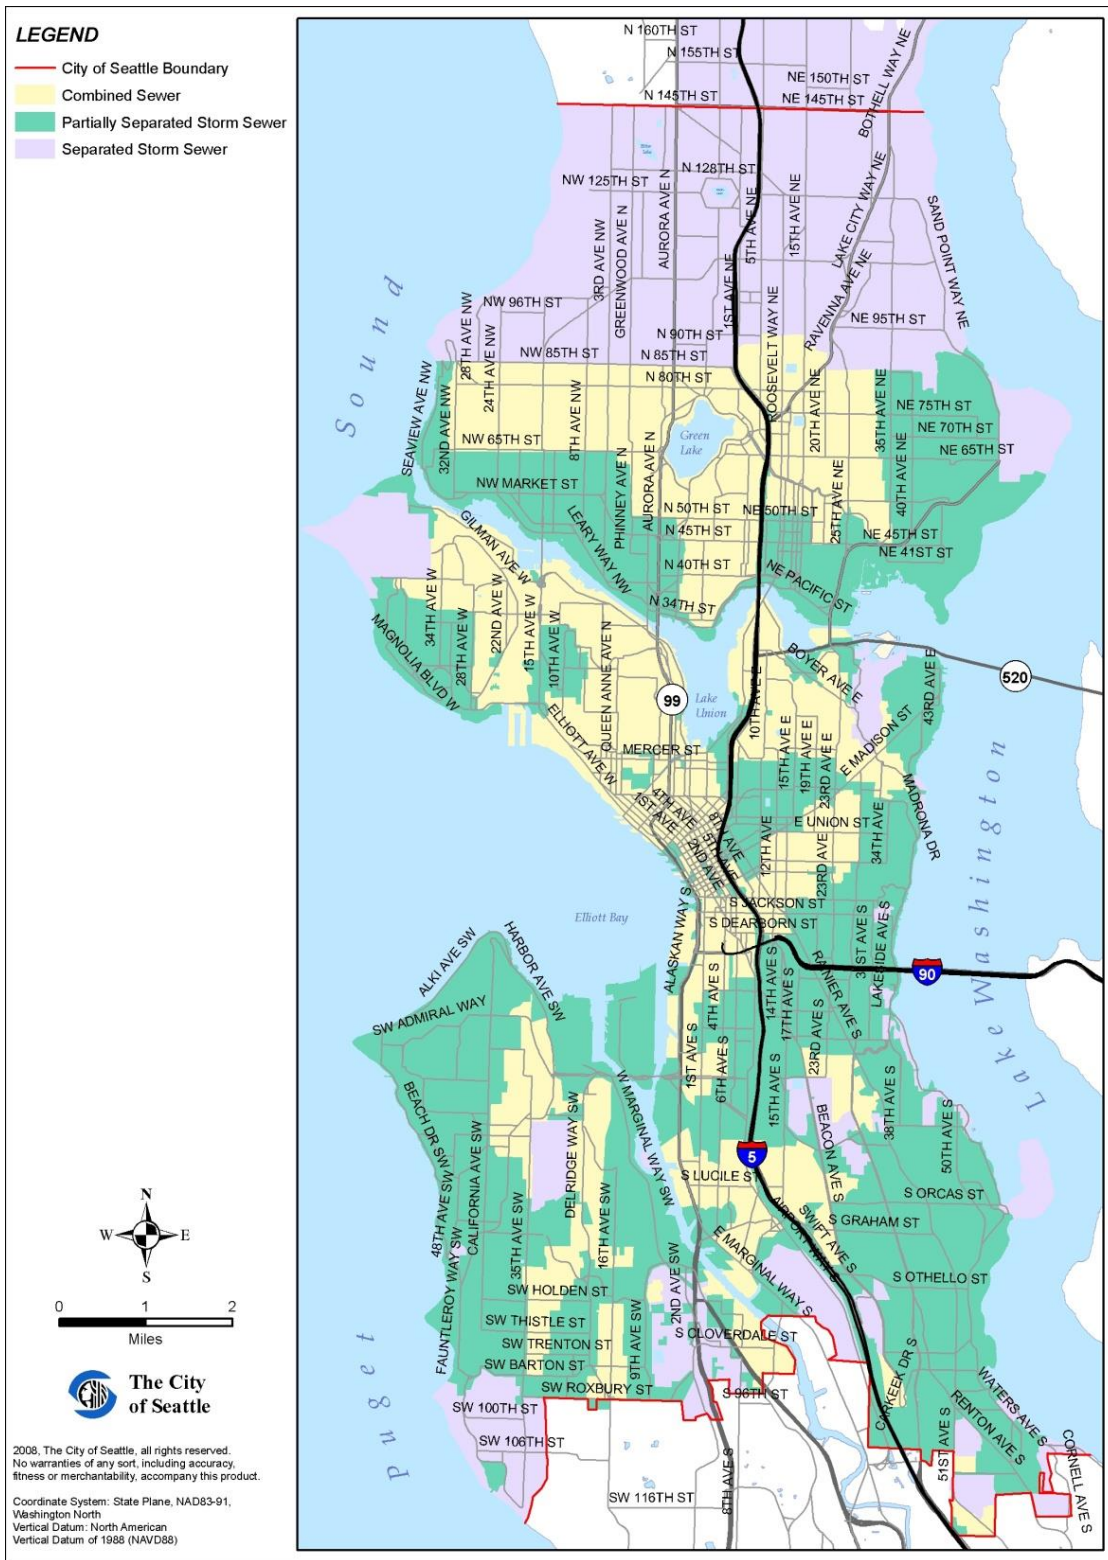 LEGEND
City of Seattle Boundary
Combined Sewer
Partially Separated Storm Sewer
Separated Storm Sewer
N 160TH ST
N 155TH ST
NE 150TH ST
N 145TH ST
NE 145TH ST
BOTHELL WAY NE
N 128TH ST
NW 125TH ST
3RD AVE NW
GREENWOOD AVE N
AURORA AVE N
5TH AVE NE
15TH AVE NE
LAKE CITY WAY NE
SAND POINT WAY NE
1ST AVE NE
RAVENNA AVE NE
NW 96TH ST
NE 95TH ST
N 90TH ST
28TH AVE NW
24TH AVE NW
NW 85TH ST
N 85TH ST
ROOSEVELT WAY NE
N 80TH ST
Sound
SEAVIEW AVE NW
32ND AVE NW
8TH AVE NW
20TH AVE NE
35TH AVE NE
NE 75TH ST
NE 70TH ST
NE 65TH ST
NW 65TH ST
Green
Lake
PHINNEY AVE N
AURORA AVE N
25TH AVE NE
40TH AVE NE
NW MARKET ST
N 50TH ST
NE 50TH ST
GILMAN AVE W
LEARY WAY NW
N 45TH ST
NE 45TH ST
NE 41ST ST
N 40TH ST
NE PACIFIC ST
N 34TH ST
34TH AVE W
28TH AVE W
22ND AVE W
15TH AVE W
10TH AVE W
QUEEN ANNE AVE N
MAGNOLIA BLVD W
BOYER AVE E
43RD AVE E
520
99
Lake
Union
10TH AVE E
E MADISON ST
ELLIOTT AVE W
MERCER ST
15TH AVE E
19TH AVE E
23RD AVE E
MADRONA DR
4TH AVE
1ST AVE
8TH AVE
5TH AVE
2ND AVE
12TH AVE
E UNION ST
23RD AVE
34TH AVE
Lake Washington
S JACKSON ST
S DEARBORN ST
Elliott Bay
ALASKAN WAY S
31ST AVE S
LAKESIDE AVE S
RAINIER AVE S
90
ALKI AVE SW
HARBOR AVE SW
SW ADMIRAL WAY
4TH AVE S
14TH AVE S
17TH AVE S
23RD AVE S
1ST AVE S
6TH AVE S
15TH AVE S
BEACH DR SW
W MARGINAL WAY SW
BEACON AVE S
38TH AVE S
50TH AVE S
CALIFORNIA AVE SW
DELRIDGE WAY SW
5
S LUCILE ST
S ORCAS ST
48TH AVE SW
35TH AVE SW
16TH AVE SW
AIRPORT WAY S
SWIFT AVE S
S GRAHAM ST
E MARGINAL WAY S
FAUNTLEROY WAY SW
2ND AVE SW
S OTHELLO ST
SW HOLDEN ST
SW THISTLE ST
9TH AVE SW
S CLOVERDALE ST
SW TRENTON ST
SW BARTON ST
SW ROXBURY ST
S 96TH ST
CARKEEK DR S
WATERS AVE S
RENTON AVE S
SW 100TH ST
SW 106TH ST
SW 116TH ST
8TH AVE S
51ST AVE S
CORNELL AVE S
Puget
N
W E
S
0 1 2
Miles
The City
of Seattle
2008, The City of Seattle, all rights reserved.
No warranties of any sort, including accuracy,
fitness or merchantability, accompany this product.
Coordinate System: State Plane, NAD83-91,
Washington North
Vertical Datum: North American
Vertical Datum of 1988 (NAVD88)